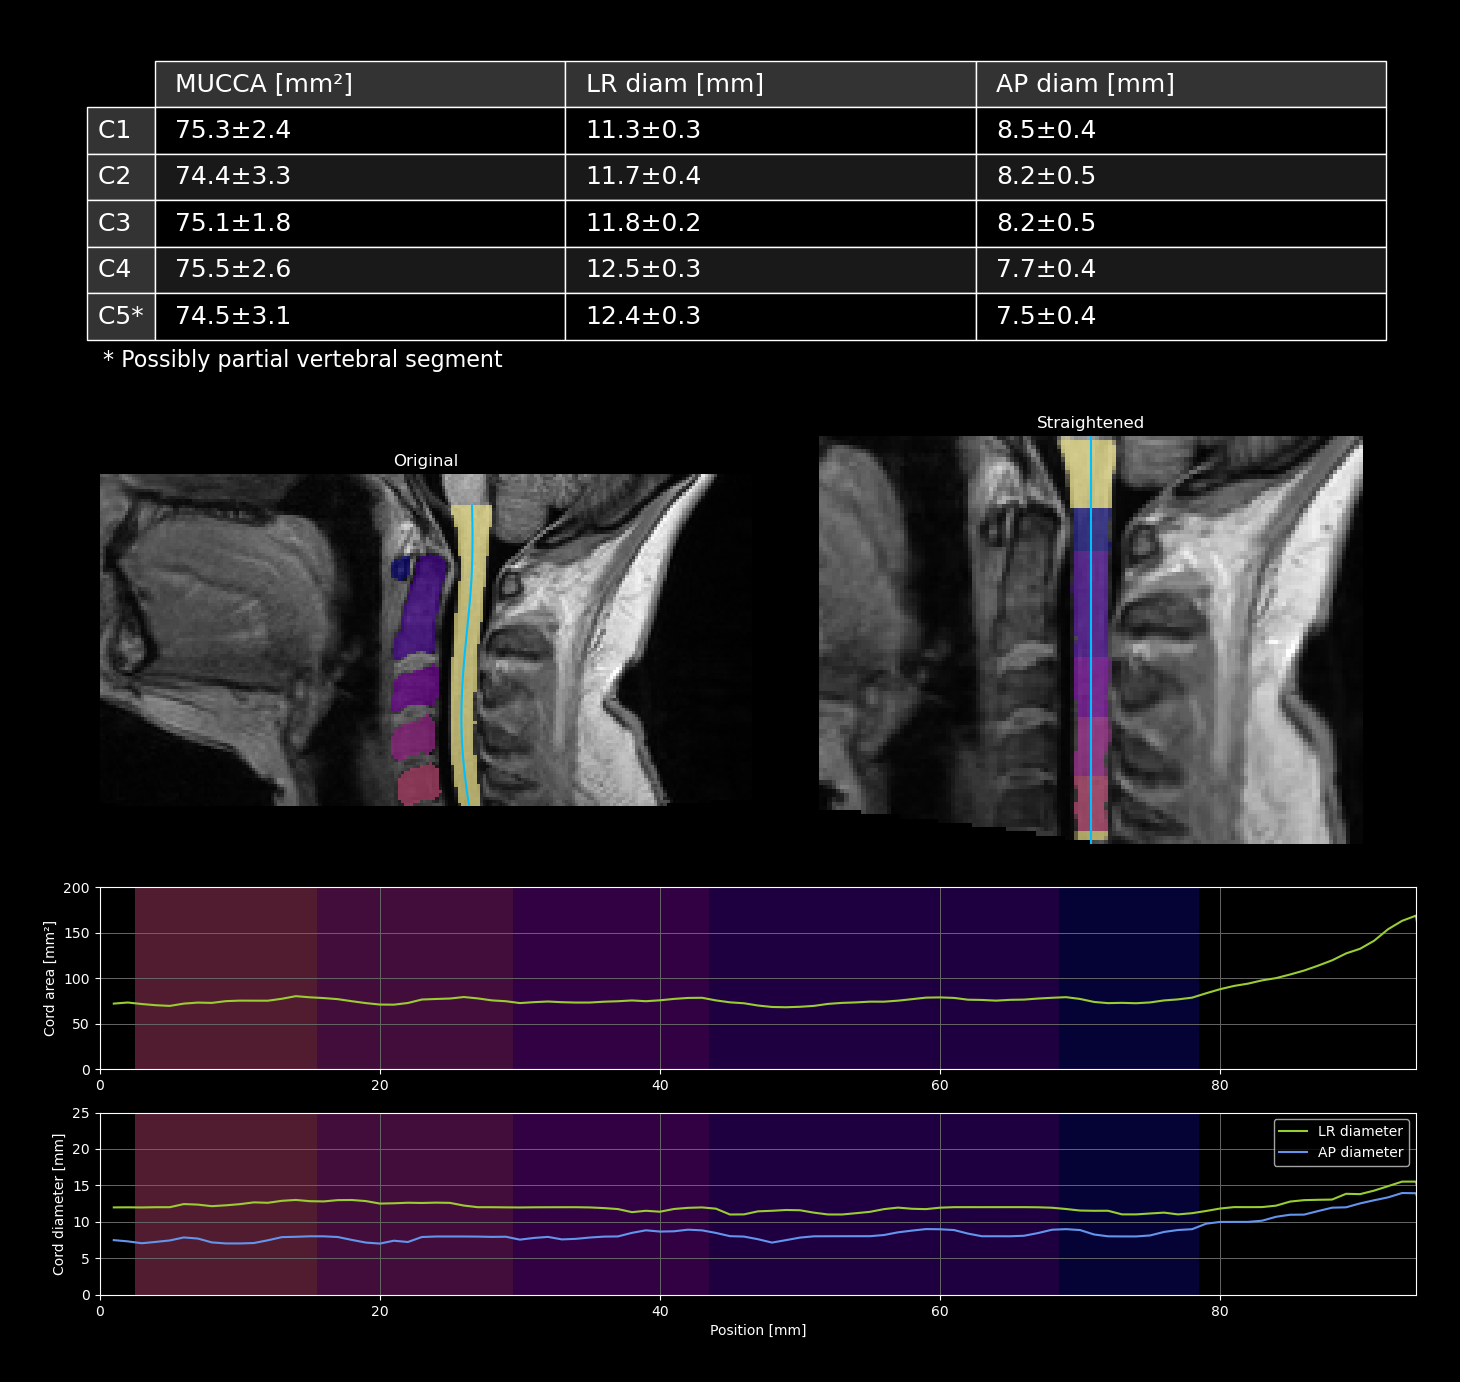 MUCCA [mm²] LR diam [mm] AP diam [mm]
C1 75.3±2.4 11.3±0.3 8.5±0.4
C2 74.4±3.3 11.7±0.4 8.2±0.5
C3 75.1±1.8 11.8±0.2 8.2±0.5
C4 75.5±2.6 12.5±0.3 7.7±0.4
C5* 74.5±3.1 12.4±0.3 7.5±0.4
* Possibly partial vertebral segment
Original
Straightened
Cord area [mm²]
200
150
100
50
0
0 20 40 60 80
Cord diameter [mm]
25
20
15
10
5
0
LR diameter
AP diameter
0 20 40 60 80
Position [mm]